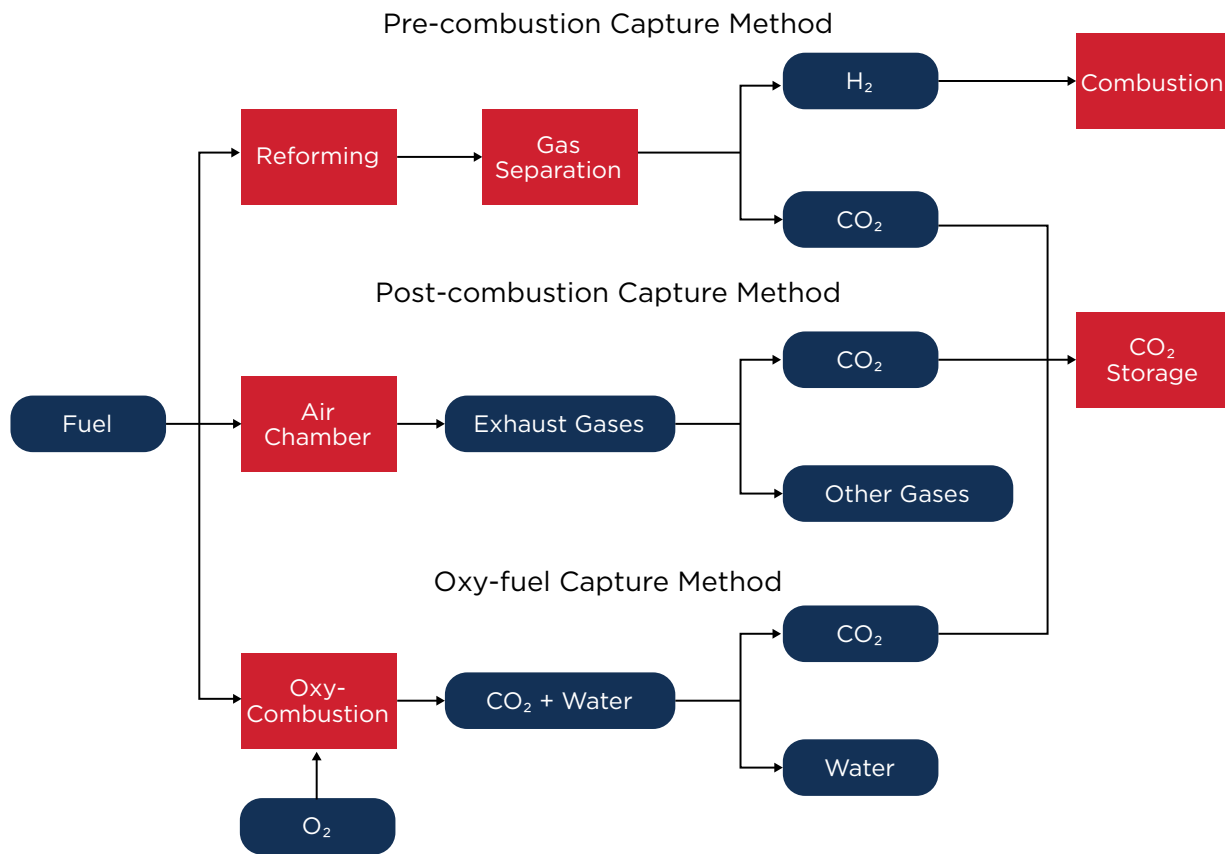 Pre-combustion Capture Method
H₂
Combustion
Reforming
Gas
Separation
CO₂
Post-combustion Capture Method
CO₂
CO₂
Storage
Fuel
Air
Chamber
Exhaust Gases
Other Gases
Oxy-fuel Capture Method
CO₂
Oxy-
Combustion
CO₂ + Water
Water
O₂